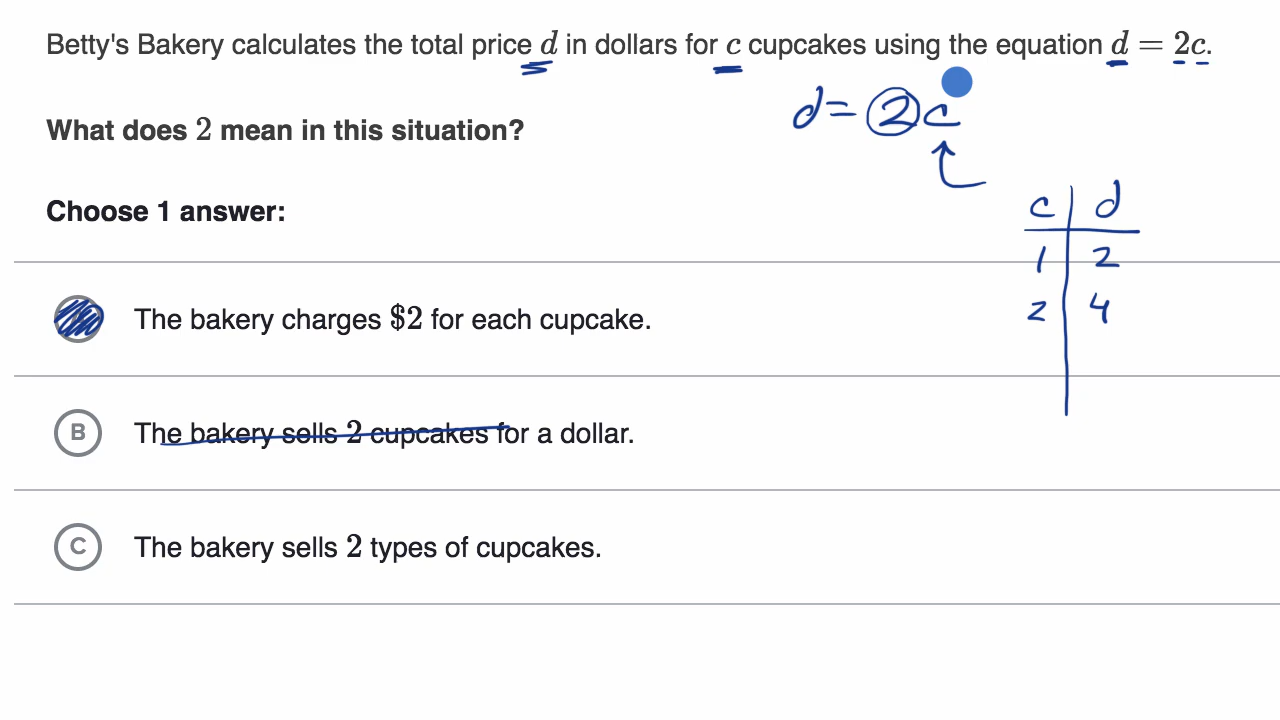 Betty's Bakery calculates the total price d in dollars for c cupcakes using the equation d = 2c.
d = 2c
What does 2 mean in this situation?
Choose 1 answer:
c d
1 2
2 4
The bakery charges $2 for each cupcake.
B The bakery sells 2 cupcakes for a dollar.
C The bakery sells 2 types of cupcakes.